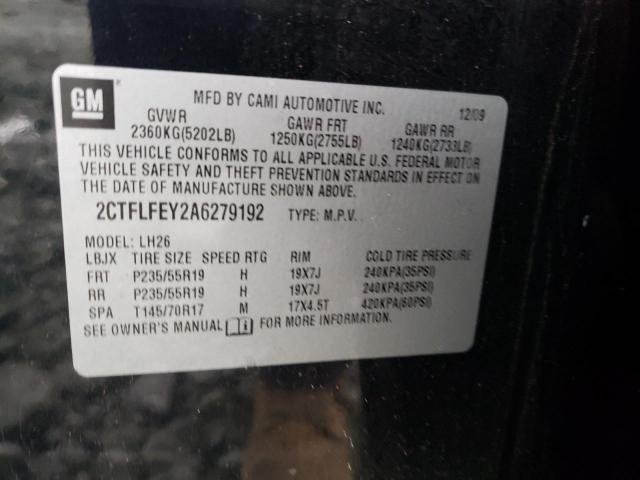 GM
MFD BY CAMI AUTOMOTIVE INC. 12/09
GVWR GAWR FRT GAWR RR
2360KG(5202LB) 1250KG(2755LB) 1240KG(2733LB)
THIS VEHICLE CONFORMS TO ALL APPLICABLE U.S. FEDERAL MOTOR
VEHICLE SAFETY AND THEFT PREVENTION STANDARDS IN EFFECT ON
THE DATE OF MANUFACTURE SHOWN ABOVE.
2CTFLFEY2A6279192 TYPE: M.P.V.
MODEL: LH26
LBJX TIRE SIZE SPEED RTG RIM COLD TIRE PRESSURE
FRT P235/55R19 H 19X7J 240KPA(35PSI)
RR P235/55R19 H 19X7J 240KPA(35PSI)
SPA T145/70R17 M 17X4.5T 420KPA(60PSI)
SEE OWNER'S MANUAL FOR MORE INFORMATION.